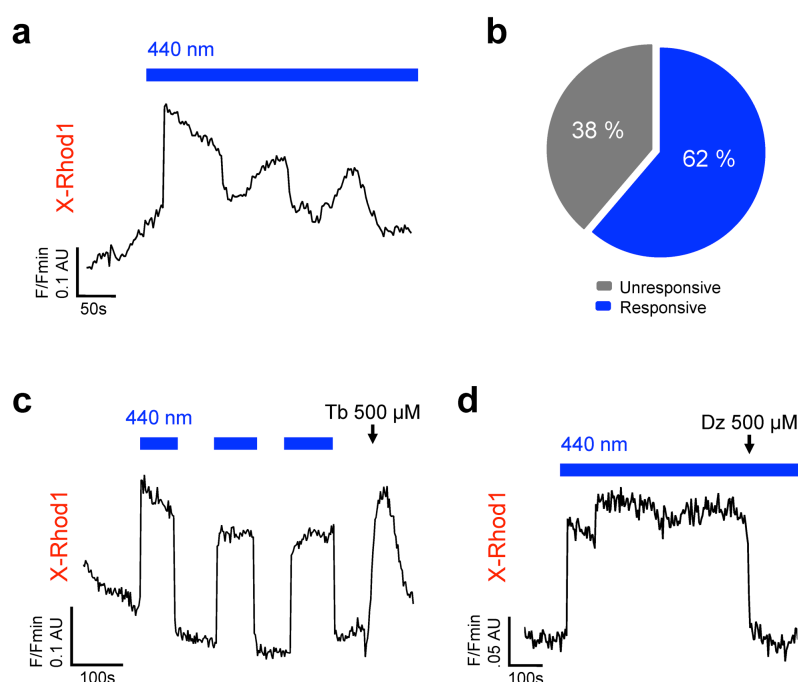 a
440 nm
X-Rhod1
F/Fmin
0.1 AU
50s
b
38 %
62 %
Unresponsive
Responsive
c
440 nm
Tb 500 µM
X-Rhod1
F/Fmin
0.1 AU
100s
d
Dz 500 µM
440 nm
X-Rhod1
F/Fmin
.05 AU
100s